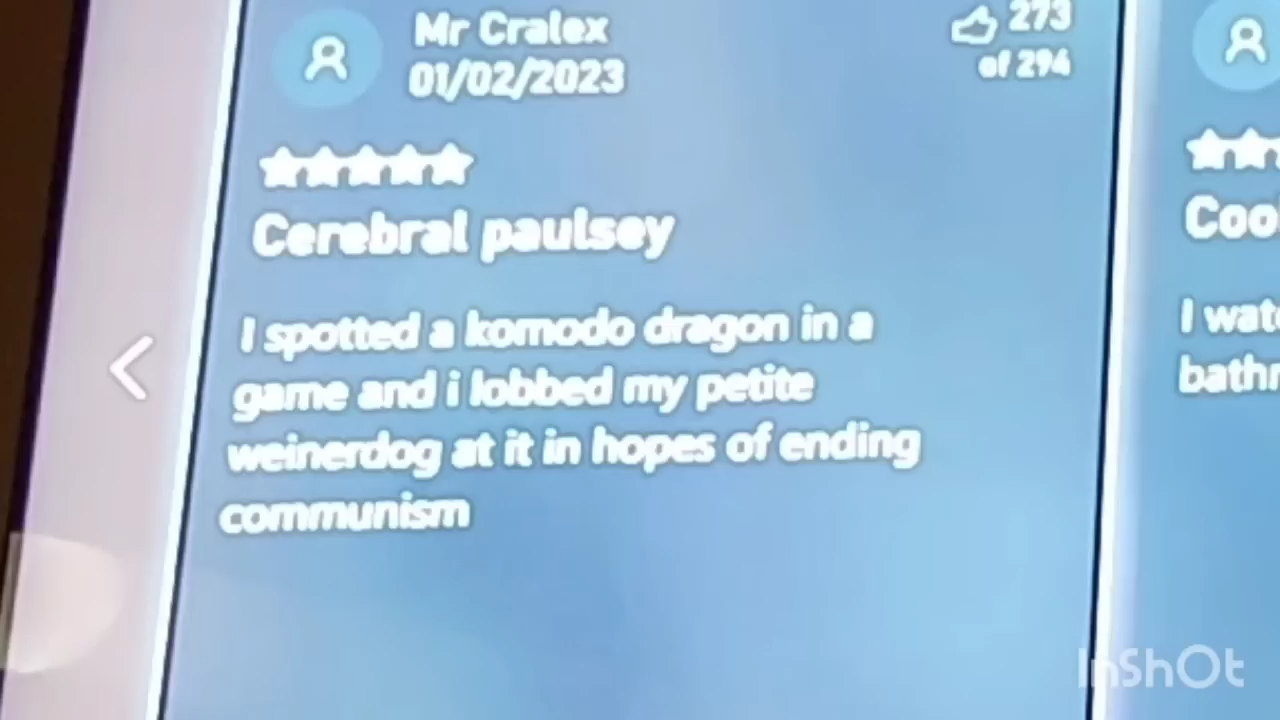 Mr Cralex
01/02/2023
273
of 294
Cerebral paulsey
I spotted a komodo dragon in a
game and i lobbed my petite
weinerdog at it in hopes of ending
communism
Coo
I wat
bathr
InShOt